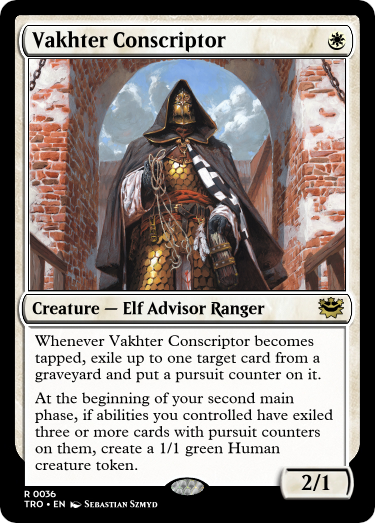 Vakhter Conscriptor
Creature — Elf Advisor Ranger
Whenever Vakhter Conscriptor becomes
tapped, exile up to one target card from a
graveyard and put a pursuit counter on it.
At the beginning of your second main
phase, if abilities you controlled have exiled
three or more cards with pursuit counters
on them, create a 1/1 green Human
creature token.
2/1
R 0036
TRO • EN Sebastian Szmyd